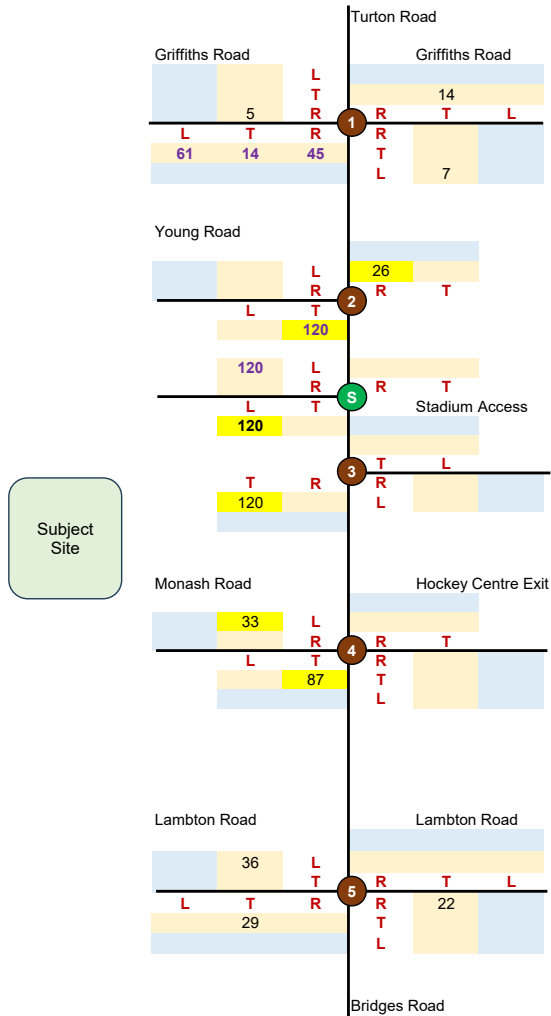 Turton Road
Griffiths Road Griffiths Road
L
T 14
5 R 1 R T L
L T R R
61 14 45 T
L 7
Young Road
L 26
R 2 R T
L T
120
120 L
R S R T
L T Stadium Access
120
3 T L
T R R
120 L
Subject
Site
Monash Road Hockey Centre Exit
33 L
R 4 R T
L T R
87 T
L
Lambton Road Lambton Road
36 L
T 5 R T L
L T R R 22
29 T
L
Bridges Road